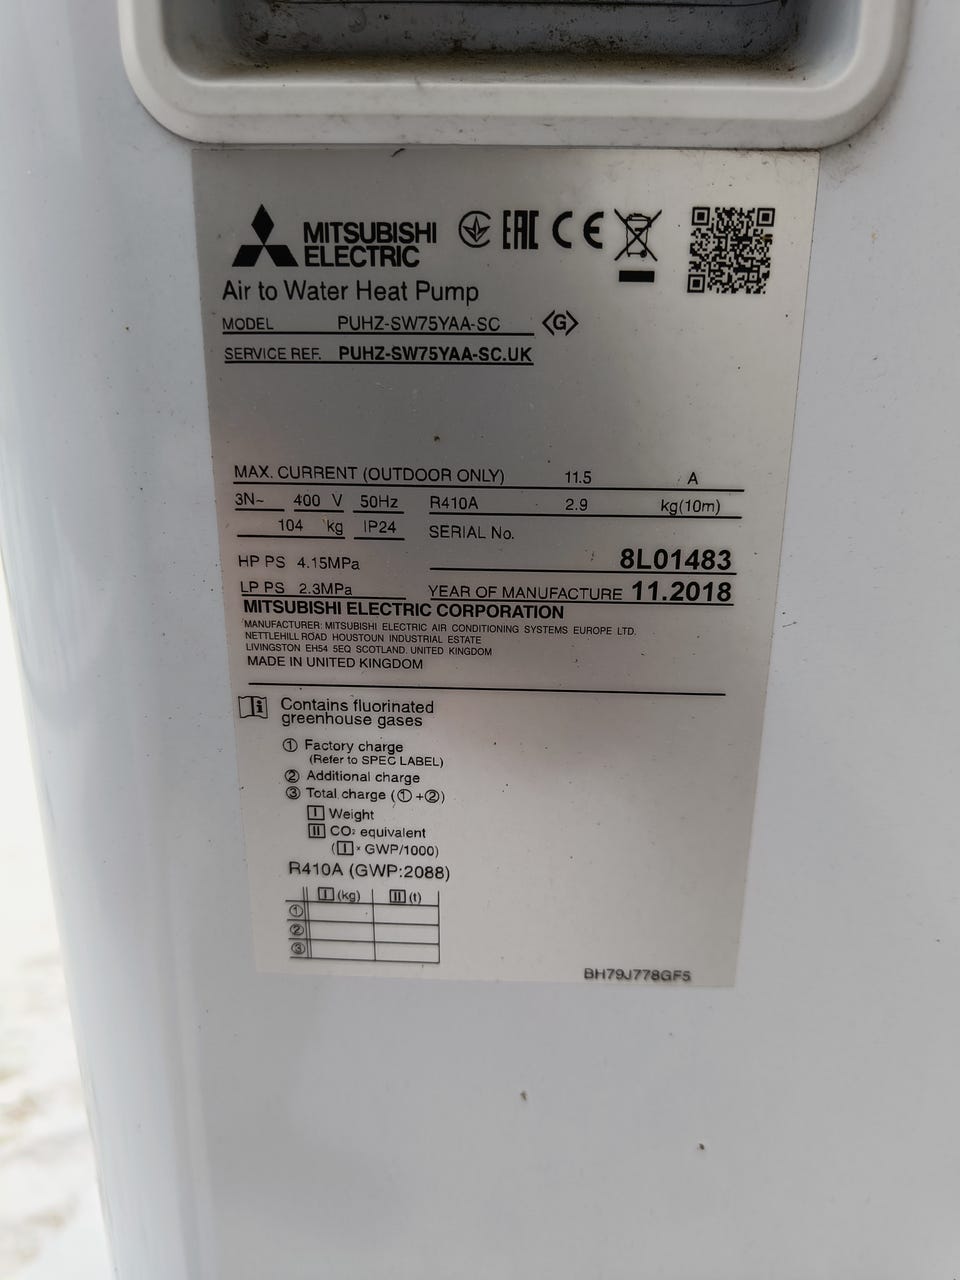 MITSUBISHI
ELECTRIC
EAC CE
Air to Water Heat Pump
MODEL PUHZ-SW75YAA-SC <G>
SERVICE REF. PUHZ-SW75YAA-SC.UK
MAX. CURRENT (OUTDOOR ONLY) 11.5 A
3N~ 400 V 50Hz R410A 2.9 kg(10m)
104 kg IP24 SERIAL No.
HP PS 4.15MPa 8L01483
LP PS 2.3MPa YEAR OF MANUFACTURE 11.2018
MITSUBISHI ELECTRIC CORPORATION
MANUFACTURER: MITSUBISHI ELECTRIC AIR CONDITIONING SYSTEMS EUROPE LTD.
NETTLEHILL ROAD HOUSTOUN INDUSTRIAL ESTATE
LIVINGSTON EH54 5EQ SCOTLAND. UNITED KINGDOM
MADE IN UNITED KINGDOM
i Contains fluorinated
greenhouse gases
① Factory charge
(Refer to SPEC LABEL)
② Additional charge
③ Total charge (①+②)
I Weight
II CO₂ equivalent
(I × GWP/1000)
R410A (GWP:2088)
I (kg) II (t)
①
②
③
BH79J778GF5